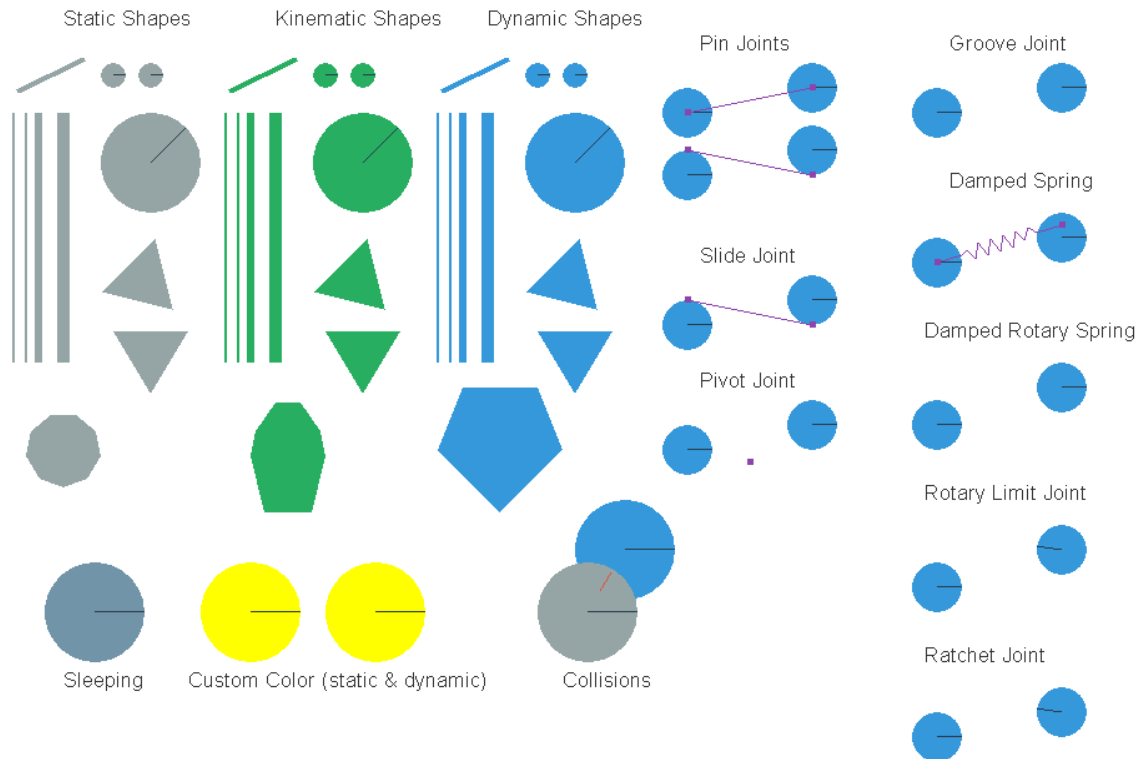 Static Shapes
Kinematic Shapes
Dynamic Shapes
Pin Joints
Groove Joint
Damped Spring
Slide Joint
Damped Rotary Spring
Pivot Joint
Rotary Limit Joint
Ratchet Joint
Sleeping
Custom Color (static & dynamic)
Collisions